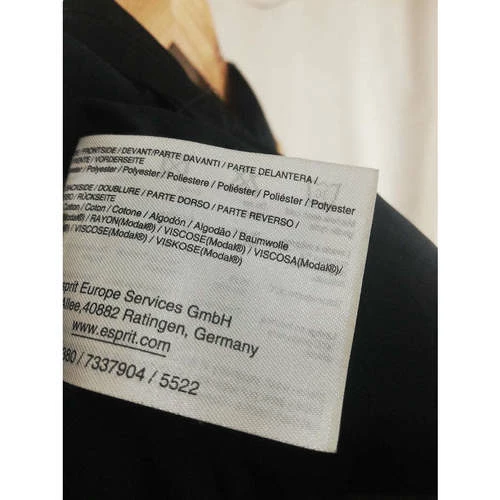 FRONTSIDE / DEVANT/PARTE DAVANTI / PARTE DELANTERA /
FRENTE / VORDERSEITE
Polyester / Polyester / Poliestere / Poliéster / Poliéster / Polyester
BACKSIDE / DOUBLURE / PARTE DORSO / PARTE REVERSO /
/ RÜCKSEITE
Cotton / Coton / Cotone / Algodón / Algodão / Baumwolle
/ RAYON(Modal®) / VISCOSE(Modal®) / VISCOSA(Modal®)/
VISCOSE(Modal®) / VISKOSE(Modal®)
Esprit Europe Services GmbH
Allee,40882 Ratingen, Germany
www.esprit.com
/ 7337904 / 5522